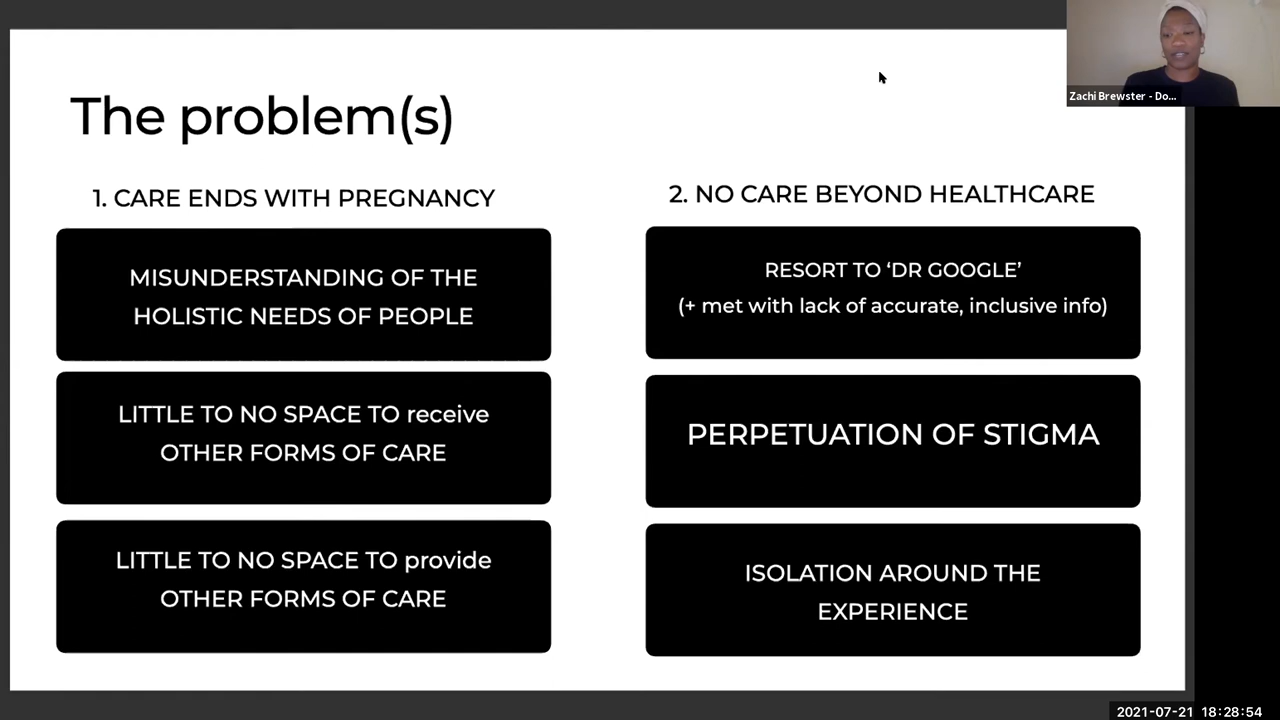 The problem(s)
1. CARE ENDS WITH PREGNANCY
MISUNDERSTANDING OF THE
HOLISTIC NEEDS OF PEOPLE
LITTLE TO NO SPACE TO receive
OTHER FORMS OF CARE
LITTLE TO NO SPACE TO provide
OTHER FORMS OF CARE
2. NO CARE BEYOND HEALTHCARE
RESORT TO ‘DR GOOGLE’
(+ met with lack of accurate, inclusive info)
PERPETUATION OF STIGMA
ISOLATION AROUND THE
EXPERIENCE
Zachi Brewster - Do...
2021-07-21 18:28:54